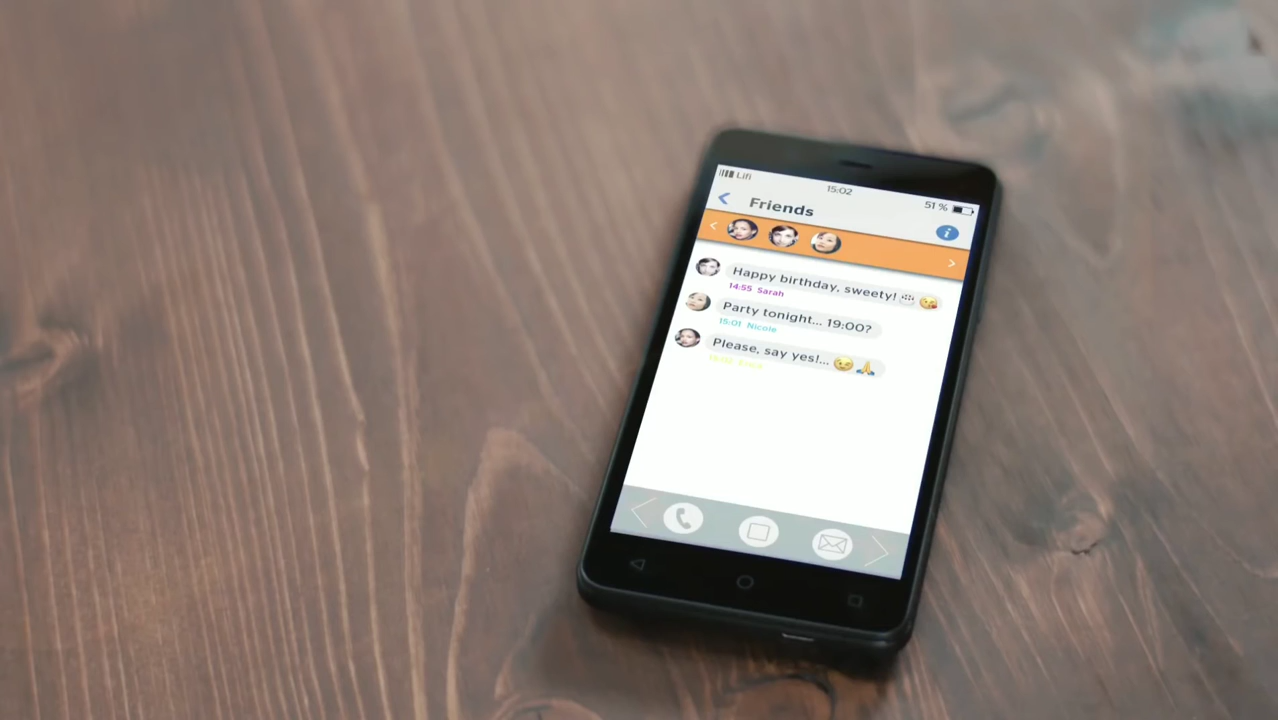 Lifi 15:02 51 %
Friends
Happy birthday, sweety!
14:55 Sarah
Party tonight... 19:00?
15:01 Nicole
Please, say yes!...